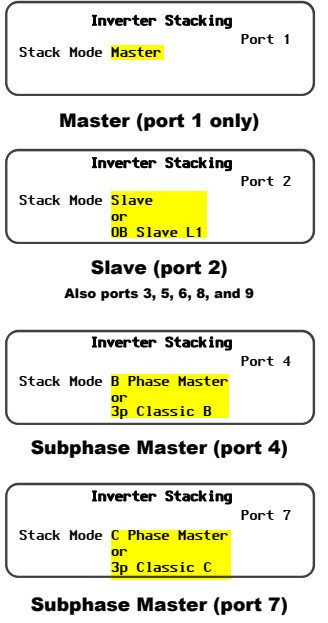 Inverter Stacking
Port 1
Stack Mode Master
Master (port 1 only)
Inverter Stacking
Port 2
Stack Mode Slave
or
OB Slave L1
Slave (port 2)
Also ports 3, 5, 6, 8, and 9
Inverter Stacking
Port 4
Stack Mode B Phase Master
or
3p Classic B
Subphase Master (port 4)
Inverter Stacking
Port 7
Stack Mode C Phase Master
or
3p Classic C
Subphase Master (port 7)